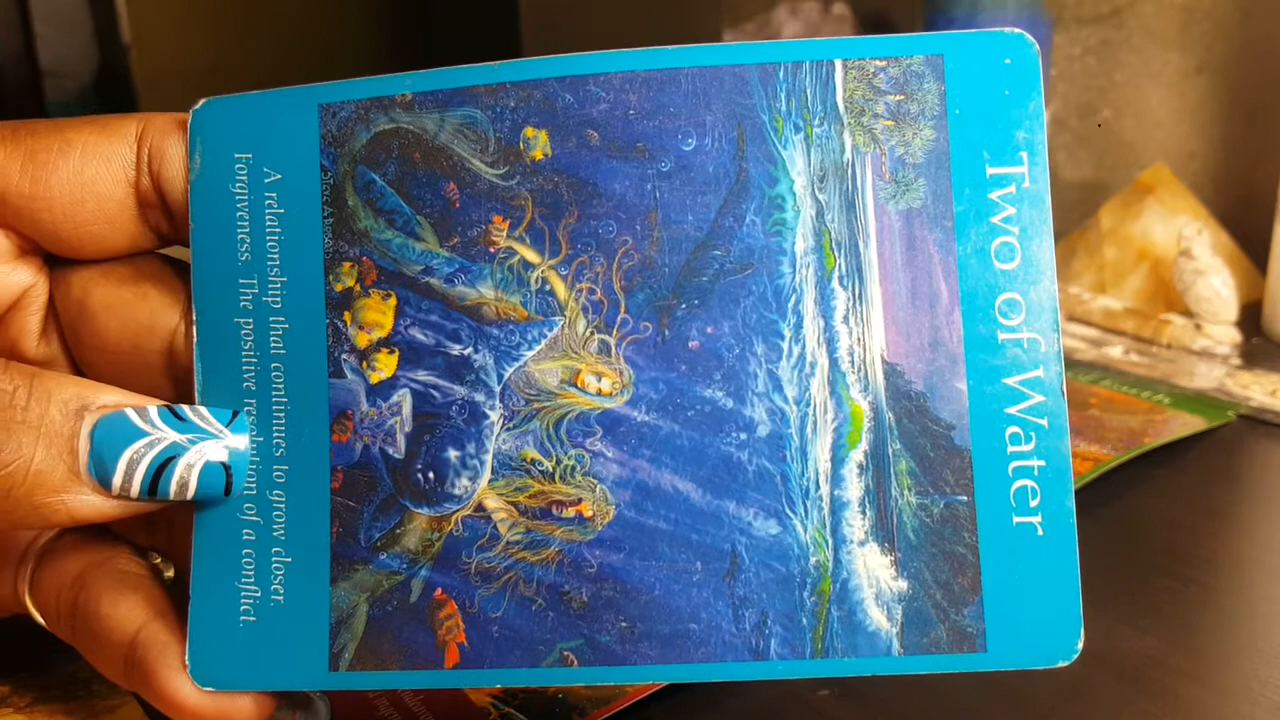 Two of Water
A relationship that continues to grow closer.
Forgiveness. The positive resolution of a conflict.